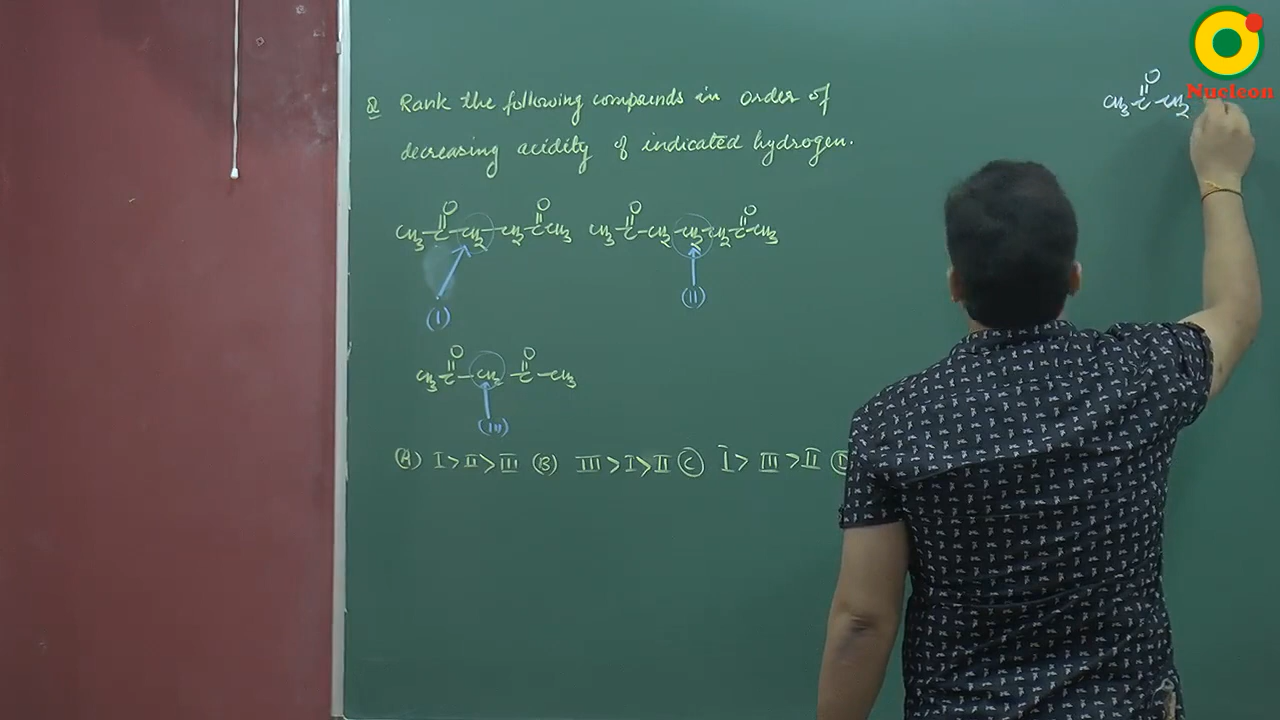 Q Rank the following compounds in order of
decreasing acidity of indicated hydrogen.
O O O O
CH3-C-CH2-CH2-C-CH3 CH3-C-CH2-CH2-CH2-C-CH3
(I) (II)
O O
CH3-C-CH2-C-CH3
(III)
(A) I>II>III (B) III>I>II (C) I>III>II (D
O
CH3-C-CH2
Nucleon